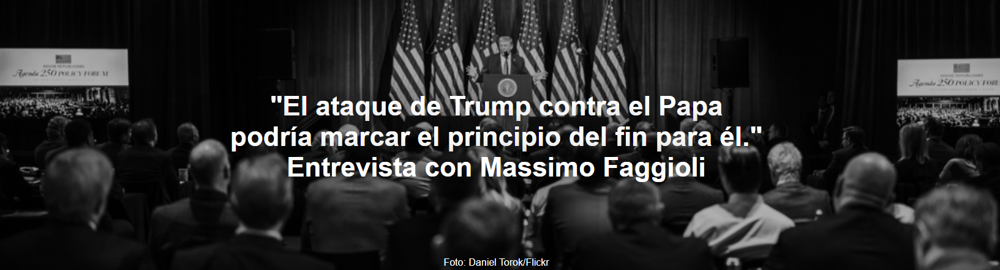 HOUSE REPUBLICANS
Agenda 250 POLICY FORUM
HOUSE REPUBLICANS
Agenda 250 POLICY FORU
"El ataque de Trump contra el Papa
podría marcar el principio del fin para él."
Entrevista con Massimo Faggioli
Foto: Daniel Torok/Flickr